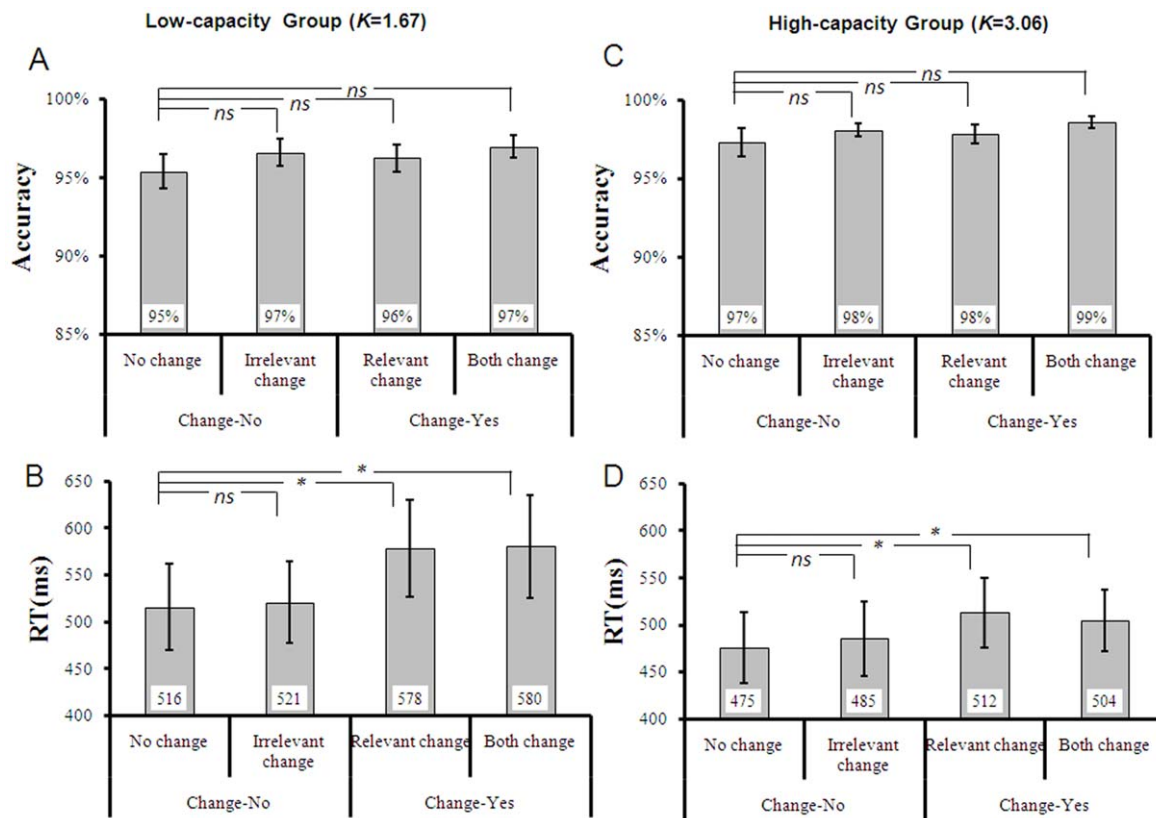 Low-capacity Group (K=1.67)
A
ns
ns
ns
100%
95%
90%
85%
Accuracy
95%
97%
96%
97%
No change
Irrelevant
change
Relevant
change
Both change
Change-No
Change-Yes
High-capacity Group (K=3.06)
C
ns
ns
ns
100%
95%
90%
85%
Accuracy
97%
98%
98%
99%
No change
Irrelevant
change
Relevant
change
Both change
Change-No
Change-Yes
B
*
*
ns
650
600
550
500
450
400
RT(ms)
516
521
578
580
No change
Irrelevant
change
Relevant change
Both change
Change-No
Change-Yes
D
*
*
ns
650
600
550
500
450
400
RT(ms)
475
485
512
504
No change
Irrelevant
change
Relevant change
Both change
Change-No
Change-Yes